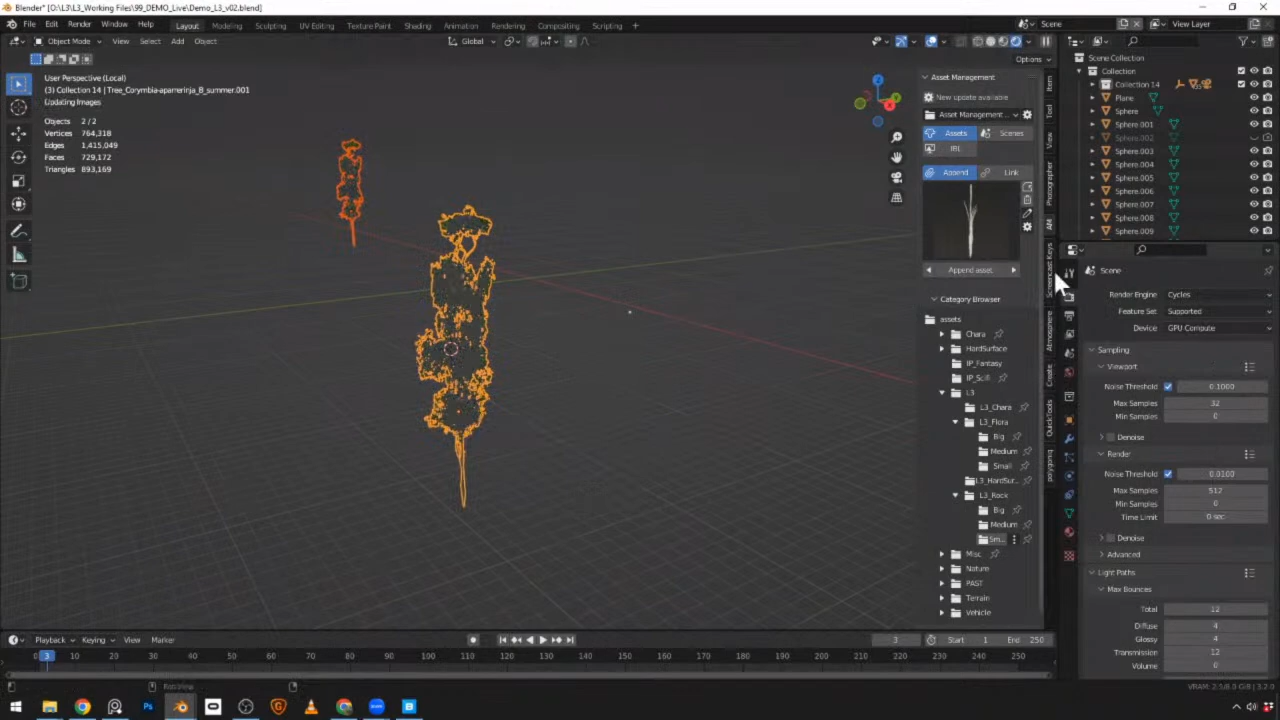 Blender* [O:\L3\L3_Working Files\99_DEMO_Live\Demo_L3_v02.blend]
File Edit Render Window Help Layout Modeling Sculpting UV Editing Texture Paint Shading Animation Rendering Compositing Scripting + Scene View Layer
Object Mode View Select Add Object Global
Options
User Perspective (Local)
(3) Collection 14 | Tree_Corymbia-aparrerinja_B_summer.001
Updating Images
Objects 2/2
Vertices 764,318
Edges 1,415,049
Faces 729,172
Triangles 893,169
Asset Management
New update available
Asset Management...
Assets Scenes
IBL
Append Link
Append asset
Category Browser
assets
Chara
HardSurface
IP_Fantasy
IP_Scifi
L3
L3_Chara
L3_Flora
Big
Medium
Small
L3_HardSur...
L3_Rock
Big
Medium
Sm...
Misc
Nature
PAST
Terrain
Vehicle
Item
Tool
View
Photographer
AM
Screencast Keys
Atmosphere
Create
QuickTools
polygoniq
Scene Collection
Collection
Collection 14
Plane
Sphere
Sphere.001
Sphere.002
Sphere.003
Sphere.004
Sphere.005
Sphere.006
Sphere.007
Sphere.008
Sphere.009
Scene
Render Engine Cycles
Feature Set Supported
Device GPU Compute
Sampling
Viewport
Noise Threshold 0.1000
Max Samples 32
Min Samples 0
Denoise
Render
Noise Threshold 0.0100
Max Samples 512
Min Samples 0
Time Limit 0 sec
Denoise
Advanced
Light Paths
Max Bounces
Total 12
Diffuse 4
Glossy 4
Transmission 12
Volume 0
Playback Keying View Marker 3 Start 1 End 250
3 10 20 30 40 50 60 70 80 90 100 110 120 130 140 150 160 170 180 190 200 210 220 230 240 250